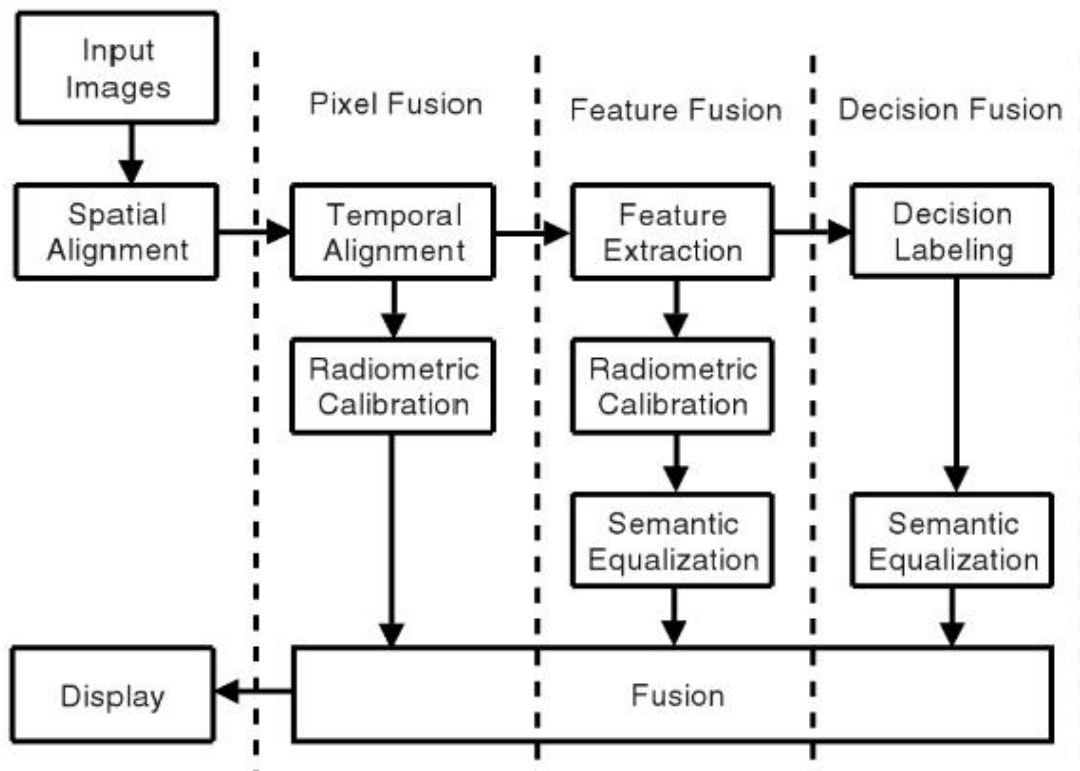 Input
Images
Pixel Fusion
Feature Fusion
Decision Fusion
Spatial
Alignment
Temporal
Alignment
Feature
Extraction
Decision
Labeling
Radiometric
Calibration
Radiometric
Calibration
Semantic
Equalization
Semantic
Equalization
Display
Fusion